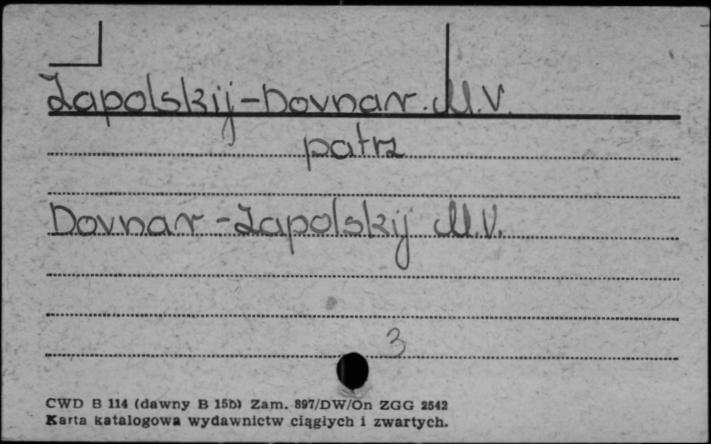 Zapolskij-Dovnar M.V.
patrz
Dovnar-Zapolskij M.V.
3
CWD B 114 (dawny B 15b) Zam. 897/DW/On ZGG 2542
Karta katalogowa wydawnictw ciągłych i zwartych.